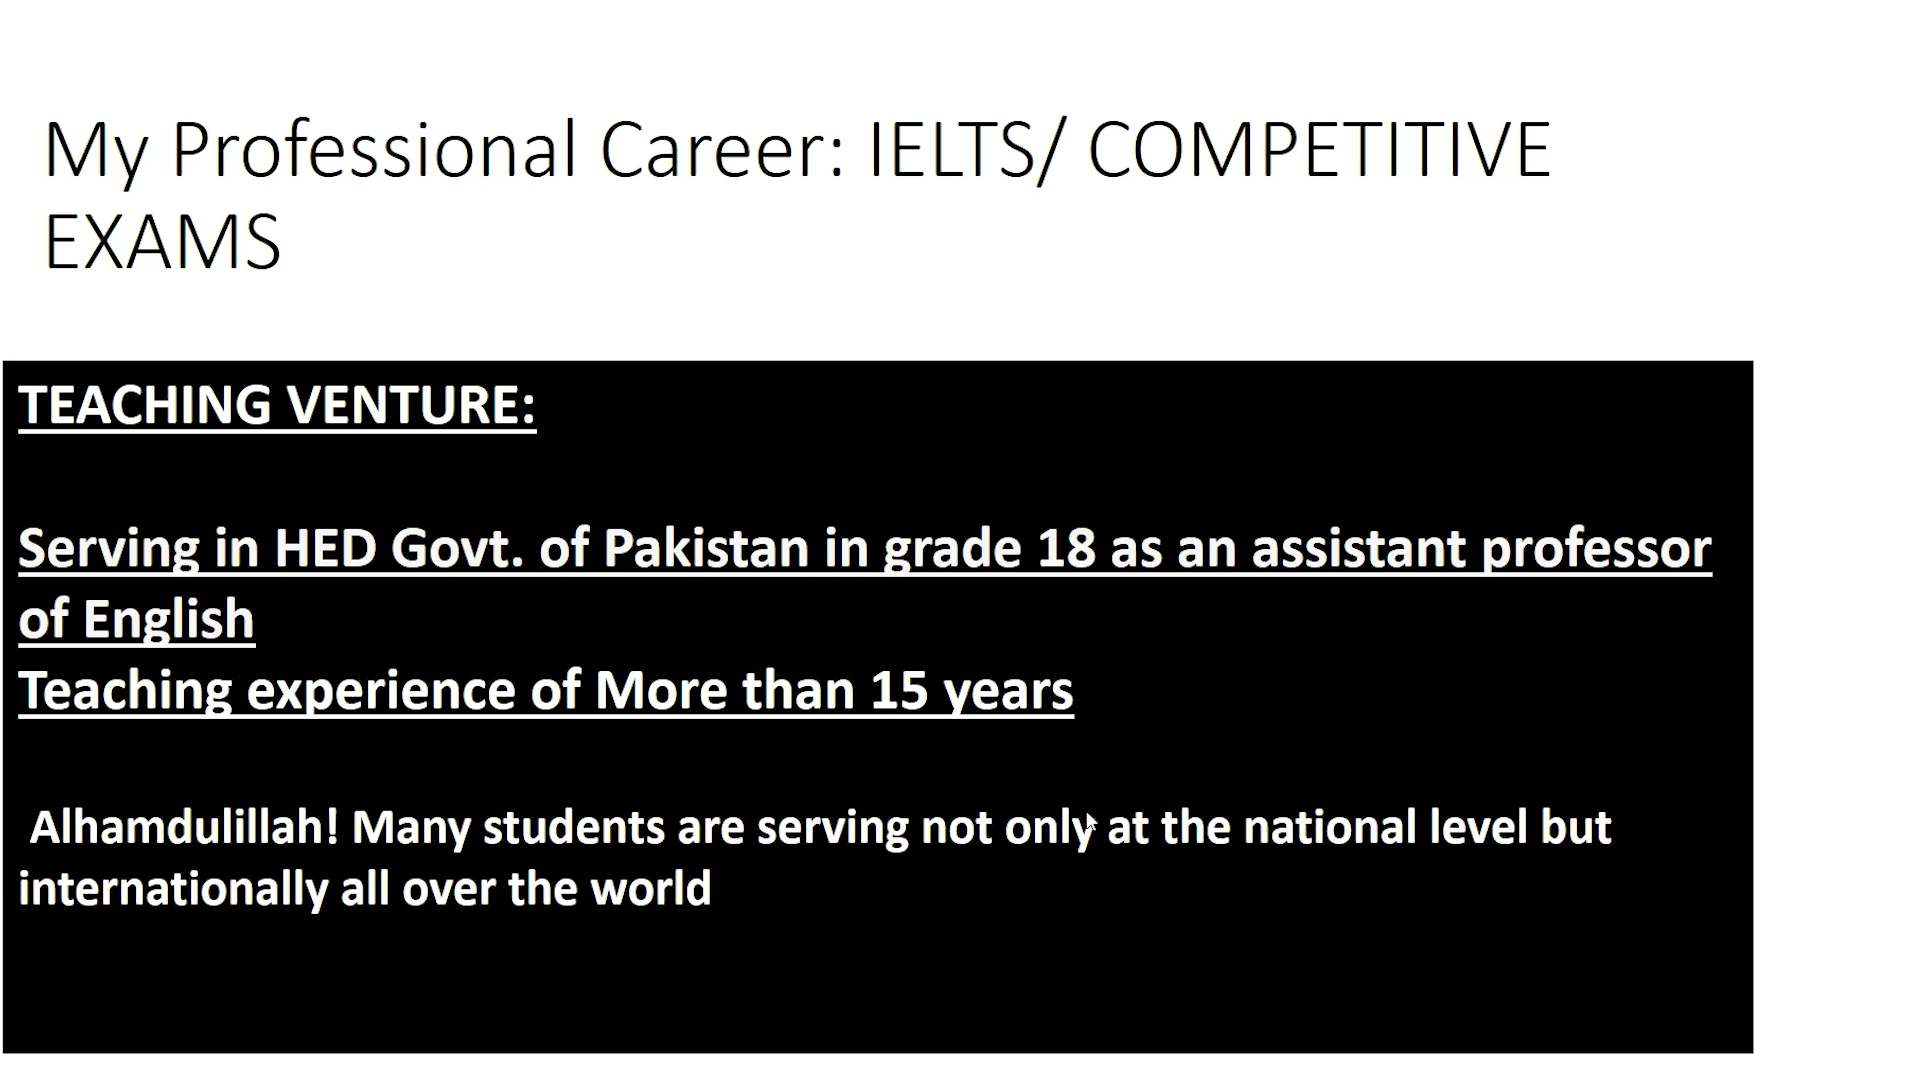 My Professional Career: IELTS/ COMPETITIVE
EXAMS
TEACHING VENTURE:
Serving in HED Govt. of Pakistan in grade 18 as an assistant professor
of English
Teaching experience of More than 15 years
Alhamdulillah! Many students are serving not only at the national level but
internationally all over the world